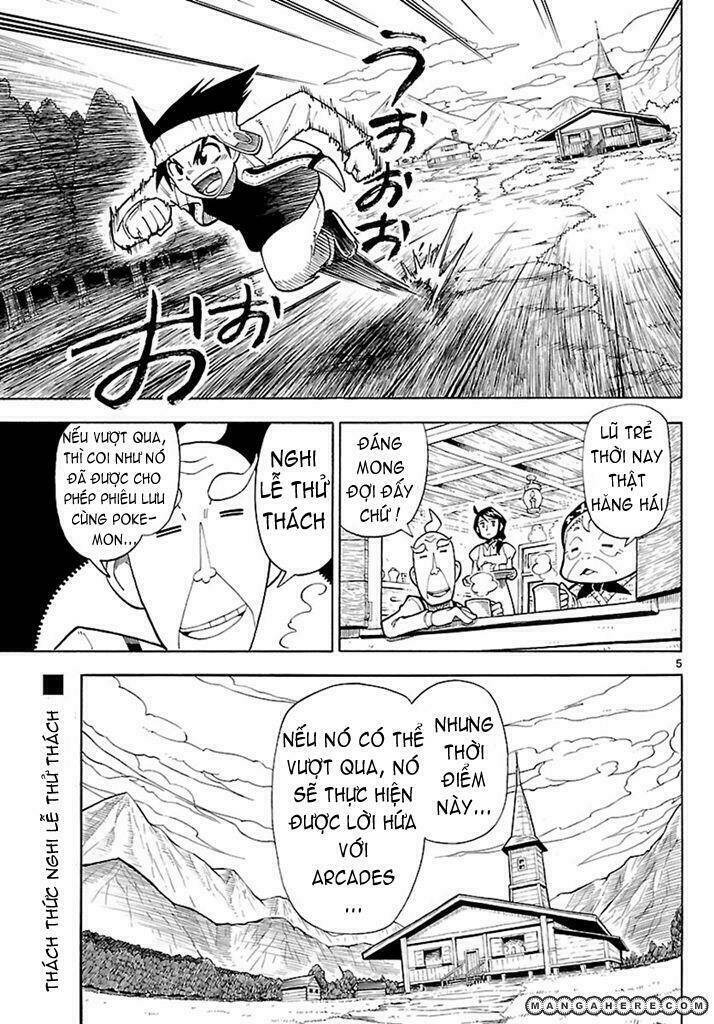 うおおお
おお
LŨ TRẺ
THỜI NAY
THẬT
HĂNG HÁI
ĐÁNG
MONG
ĐỢI ĐẤY
CHỨ !
NGHI
LỄ THỬ
THÁCH
NẾU VƯỢT QUA,
THÌ COI NHƯ NÓ
ĐÃ ĐƯỢC CHO
PHÉP PHIÊU LƯU
CÙNG POKE-
MON...
5
NHƯNG
THỜI
ĐIỂM
NÀY...
NẾU NÓ CÓ THỂ
VƯỢT QUA, NÓ
SẼ THỰC HIỆN
ĐƯỢC LỜI HỨA
VỚI
ARCADES
...
THÁCH THỨC NGHI LỄ THỬ THÁCH
MANGAHERE.COM